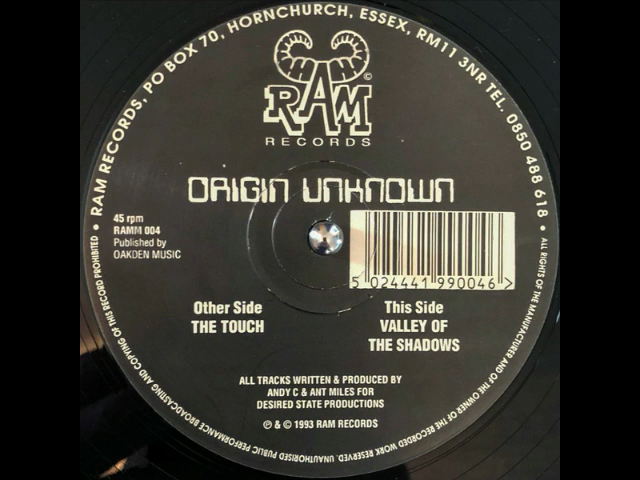 • RAM RECORDS, PO BOX 70, HORNCHURCH, ESSEX, RM11 3NR TEL. 0850 488 618 •
RAM
©
RECORDS
ORIGIN UNKNOWN
45 rpm
RAMM 004
Published by
OAKDEN MUSIC
5 024441 990046 >
Other Side
THE TOUCH
This Side
VALLEY OF
THE SHADOWS
ALL TRACKS WRITTEN & PRODUCED BY
ANDY C & ANT MILES FOR
DESIRED STATE PRODUCTIONS
℗ & © 1993 RAM RECORDS
ALL RIGHTS OF THE MANUFACTURER AND OF THE OWNER OF THE RECORDED WORK RESERVED. UNAUTHORISED PUBLIC PERFORMANCE BROADCASTING AND COPYING OF THIS RECORD PROHIBITED